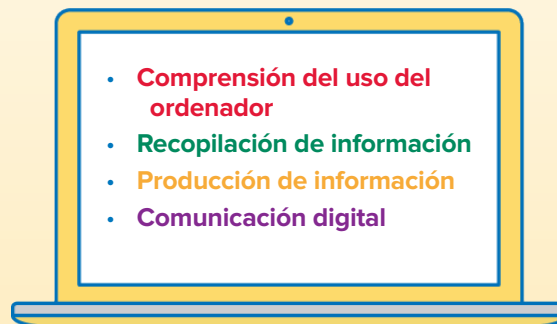 • Comprensión del uso del
ordenador
• Recopilación de información
• Producción de información
• Comunicación digital